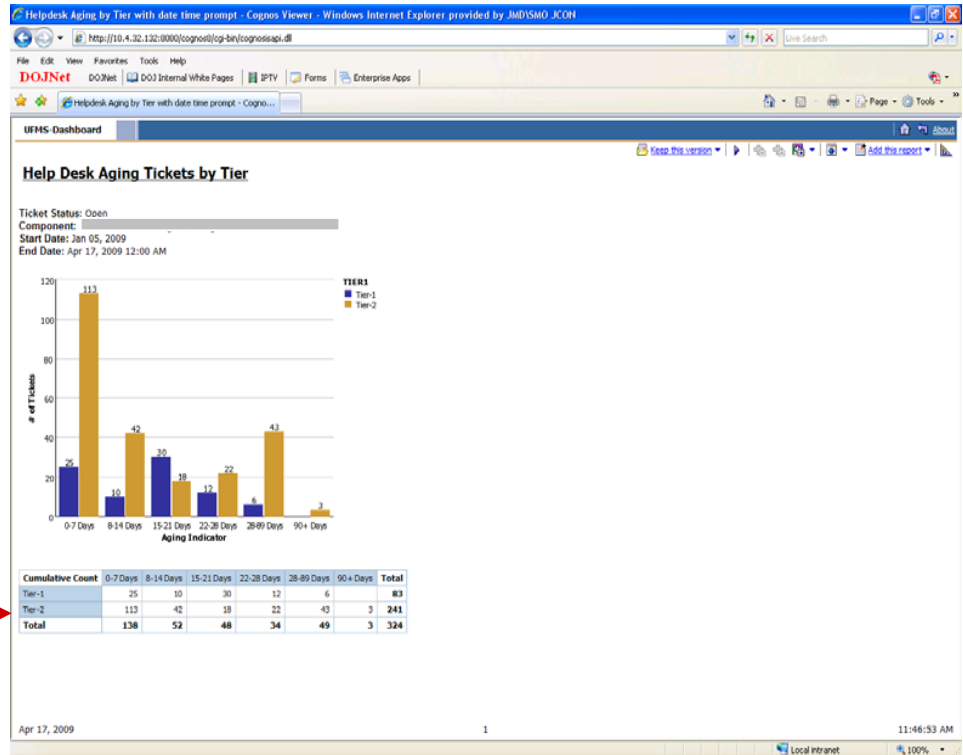 Helpdesk Aging by Tier with date time prompt - Cognos Viewer - Windows Internet Explorer provided by JMD\SMO JCON
http://10.4.32.132:8080/cognos8/cgi-bin/cognosisapi.dll
Live Search
File Edit View Favorites Tools Help
DOJNet DOJNet DOJ Internal White Pages IPTV Forms Enterprise Apps
Helpdesk Aging by Tier with date time prompt - Cogno... Page Tools
UFMS-Dashboard About
Keep this version Add this report
Help Desk Aging Tickets by Tier
Ticket Status: Open
Component:
Start Date: Jan 05, 2009
End Date: Apr 17, 2009 12:00 AM
TIER1
Tier-1
Tier-2
# of Tickets
120
100
80
60
40
20
0
25 113 10 42 30 18 12 22 6 43 3
0-7 Days 8-14 Days 15-21 Days 22-28 Days 28-89 Days 90+ Days
Aging Indicator
Cumulative Count 0-7 Days 8-14 Days 15-21 Days 22-28 Days 28-89 Days 90+ Days Total
Tier-1 25 10 30 12 6 83
Tier-2 113 42 18 22 43 3 241
Total 138 52 48 34 49 3 324
Apr 17, 2009 1 11:46:53 AM
Local intranet 100%